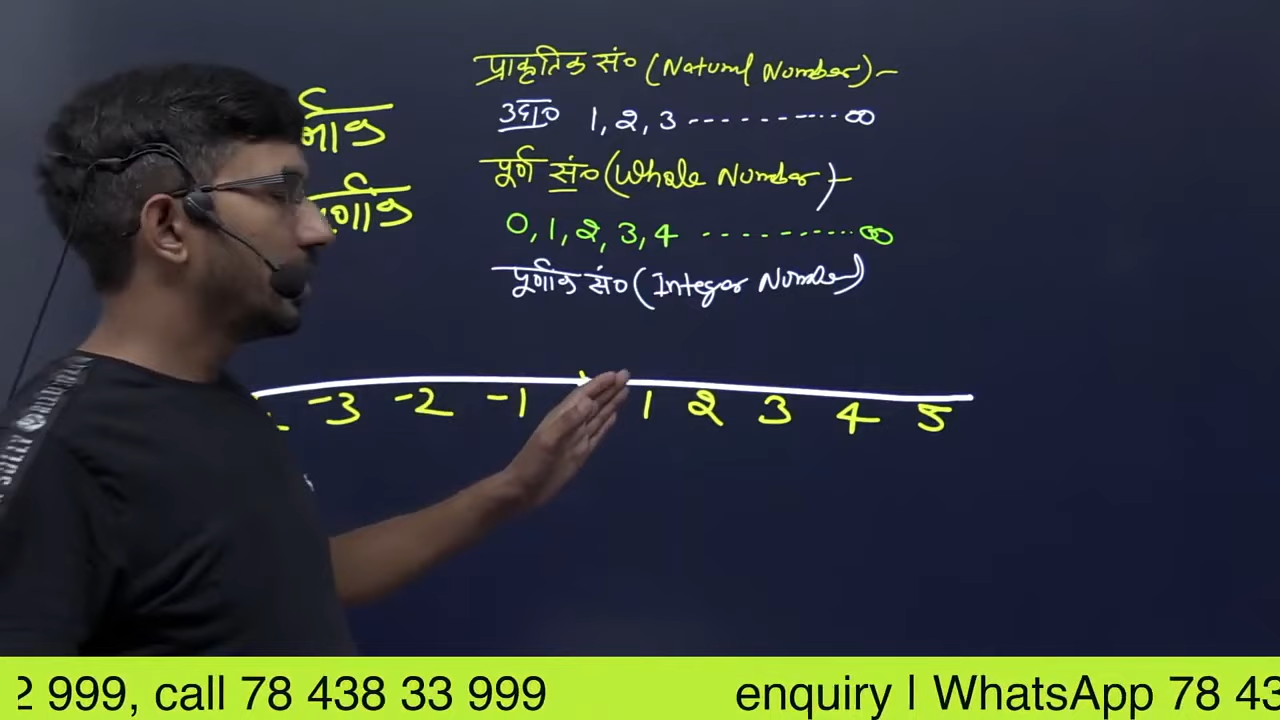 प्राकृतिक सं० (Natural Number) -
उदा० 1, 2, 3 ---------- ∞
पूर्ण सं० (Whole Number) -
0, 1, 2, 3, 4 .......... ∞
पूर्णांक सं० (Integer Number)
-3 -2 -1 1 2 3 4 5
2 999, call 78 438 33 999 enquiry | WhatsApp 78 43